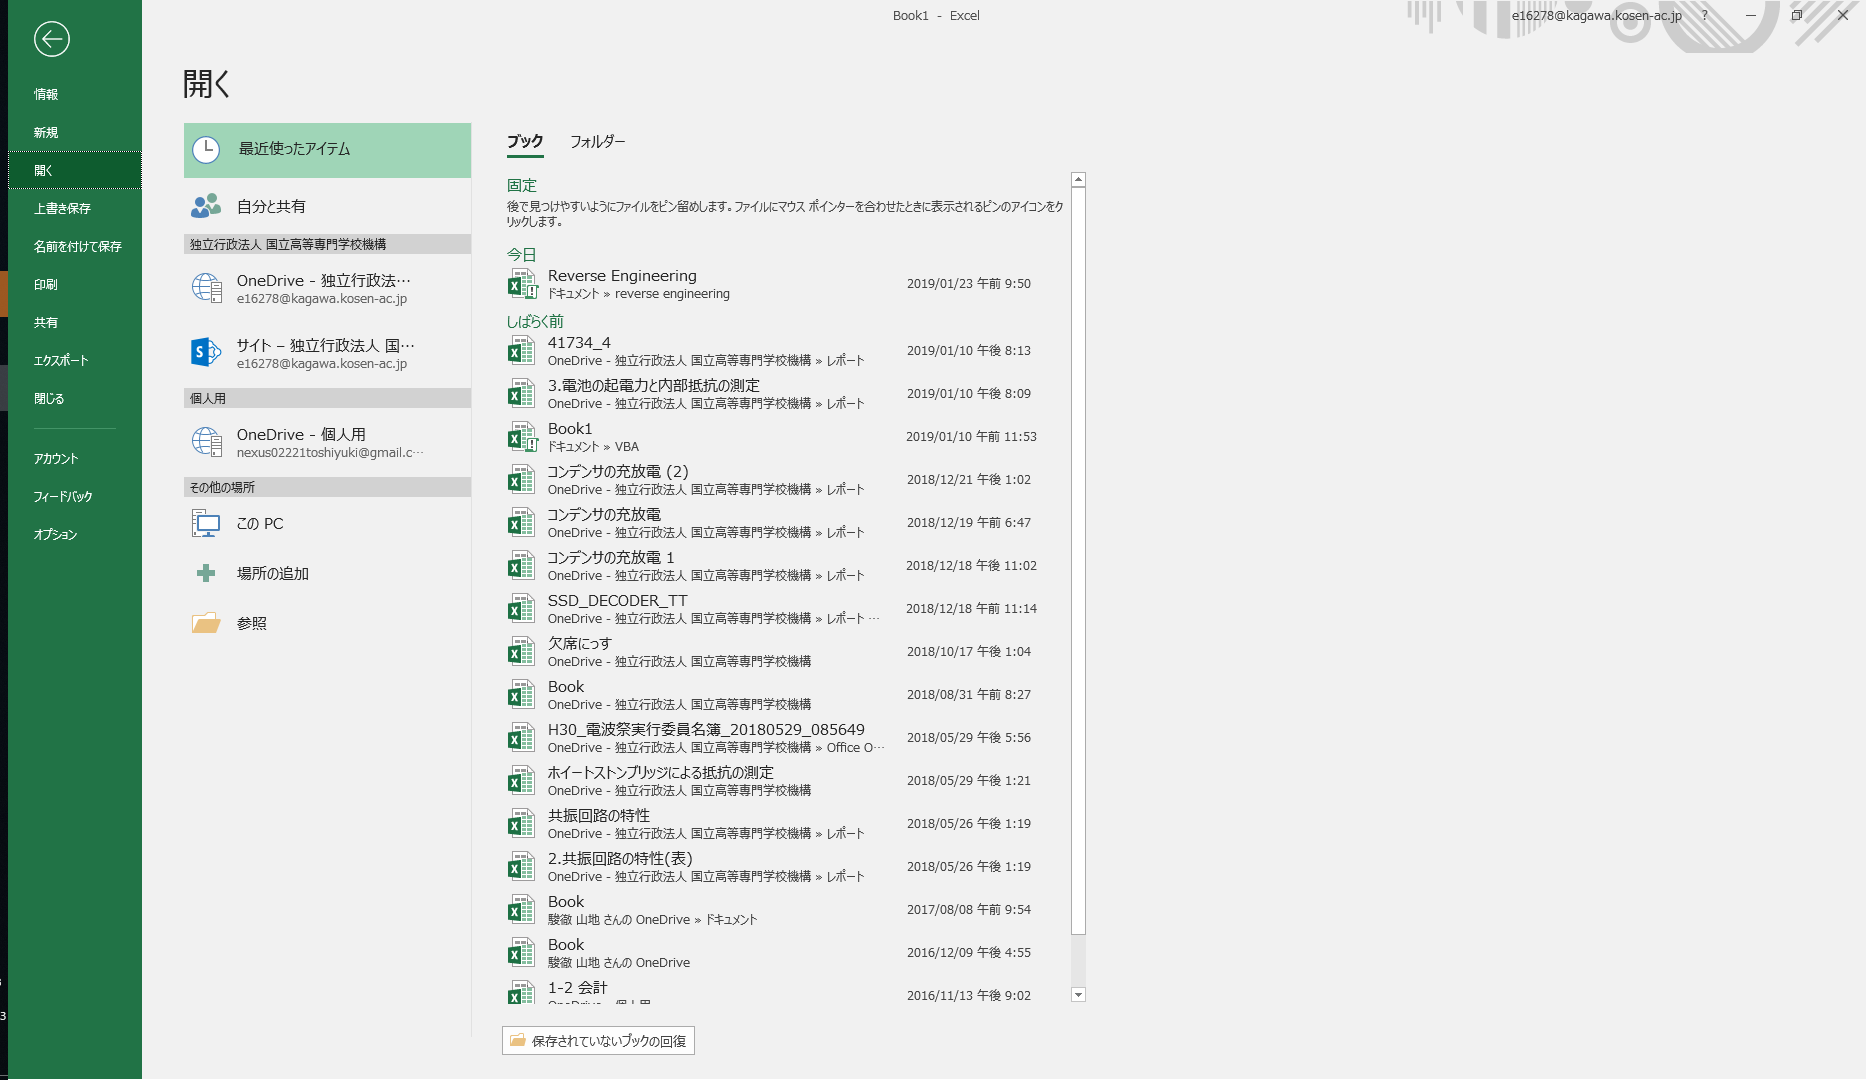 Book1 - Excel
e16278@kagawa.kosen-ac.jp
?
情報
新規
開く
上書き保存
名前を付けて保存
印刷
共有
エクスポート
閉じる
アカウント
フィードバック
オプション
開く
最近使ったアイテム
自分と共有
独立行政法人 国立高等専門学校機構
OneDrive - 独立行政法…
e16278@kagawa.kosen-ac.jp
サイト – 独立行政法人 国…
e16278@kagawa.kosen-ac.jp
個人用
OneDrive - 個人用
nexus02221toshiyuki@gmail.c…
その他の場所
この PC
場所の追加
参照
ブック フォルダー
固定
後で見つけやすいようにファイルをピン留めします。ファイルにマウス ポインターを合わせたときに表示されるピンのアイコンをク
リックします。
今日
Reverse Engineering 2019/01/23 午前 9:50
ドキュメント » reverse engineering
しばらく前
41734_4 2019/01/10 午後 8:13
OneDrive - 独立行政法人 国立高等専門学校機構 » レポート
3.電池の起電力と内部抵抗の測定 2019/01/10 午後 8:09
OneDrive - 独立行政法人 国立高等専門学校機構 » レポート
Book1 2019/01/10 午前 11:53
ドキュメント » VBA
コンデンサの充放電 (2) 2018/12/21 午後 1:02
OneDrive - 独立行政法人 国立高等専門学校機構 » レポート
コンデンサの充放電 2018/12/19 午前 6:47
OneDrive - 独立行政法人 国立高等専門学校機構 » レポート
コンデンサの充放電 1 2018/12/18 午後 11:02
OneDrive - 独立行政法人 国立高等専門学校機構 » レポート
SSD_DECODER_TT 2018/12/18 午前 11:14
OneDrive - 独立行政法人 国立高等専門学校機構 » レポート …
欠席にっす 2018/10/17 午後 1:04
OneDrive - 独立行政法人 国立高等専門学校機構
Book 2018/08/31 午前 8:27
OneDrive - 独立行政法人 国立高等専門学校機構
H30_電波祭実行委員名簿_20180529_085649 2018/05/29 午後 5:56
OneDrive - 独立行政法人 国立高等専門学校機構 » Office O…
ホイートストンブリッジによる抵抗の測定 2018/05/29 午後 1:21
OneDrive - 独立行政法人 国立高等専門学校機構
共振回路の特性 2018/05/26 午後 1:19
OneDrive - 独立行政法人 国立高等専門学校機構 » レポート
2.共振回路の特性(表) 2018/05/26 午後 1:19
OneDrive - 独立行政法人 国立高等専門学校機構 » レポート
Book 2017/08/08 午前 9:54
駿徹 山地 さんの OneDrive » ドキュメント
Book 2016/12/09 午後 4:55
駿徹 山地 さんの OneDrive
1-2 会計 2016/11/13 午後 9:02
OneDrive - 個人用
保存されていないブックの回復
3